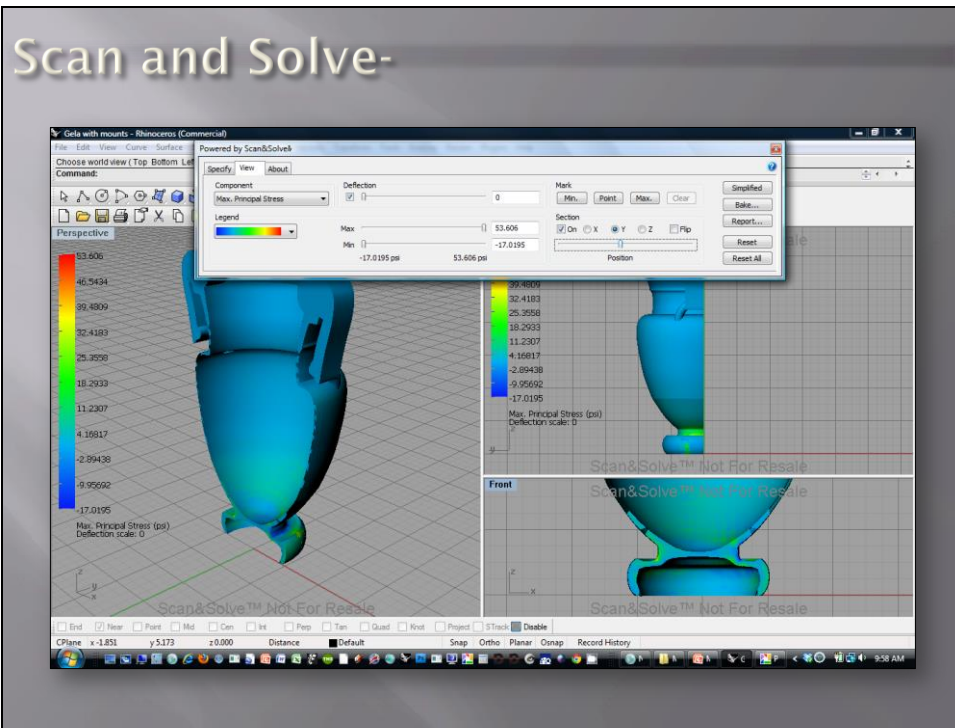 Scan and Solve-
Gela with mounts - Rhinoceros (Commercial)
File Edit View Curve Surface
Choose world view ( Top Bottom Lef
Command:
Powered by Scan&Solve
Specify View About
Component
Max. Principal Stress
Legend
Deflection
0
Max 53.606
Min -17.0195
-17.0195 psi 53.606 psi
Mark
Min. Point Max. Clear
Section
On X Y Z Flip
Position
Simplified
Bake...
Report...
Reset
Reset All
Perspective
53.606
46.5434
39.4809
32.4183
25.3558
18.2933
11.2307
4.16817
-2.89438
-9.95692
-17.0195
Max. Principal Stress (psi)
Deflection scale: 0
z
y
x
Scan&Solve™ Not For Resale
ale
39.4809
32.4183
25.3558
18.2933
11.2307
4.16817
-2.89438
-9.95692
-17.0195
Max. Principal Stress (psi)
Deflection scale: 0
z
y
Scan&Solve™ Not For Resale
Front
Scan&Solve™ Not For Resale
z
x
Scan&Solve™ Not For Resale
End Near Point Mid Cen Int Perp Tan Quad Knot Project STrack Disable
CPlane x -1.851 y 5.173 z 0.000 Distance Default Snap Ortho Planar Osnap Record History
9:58 AM